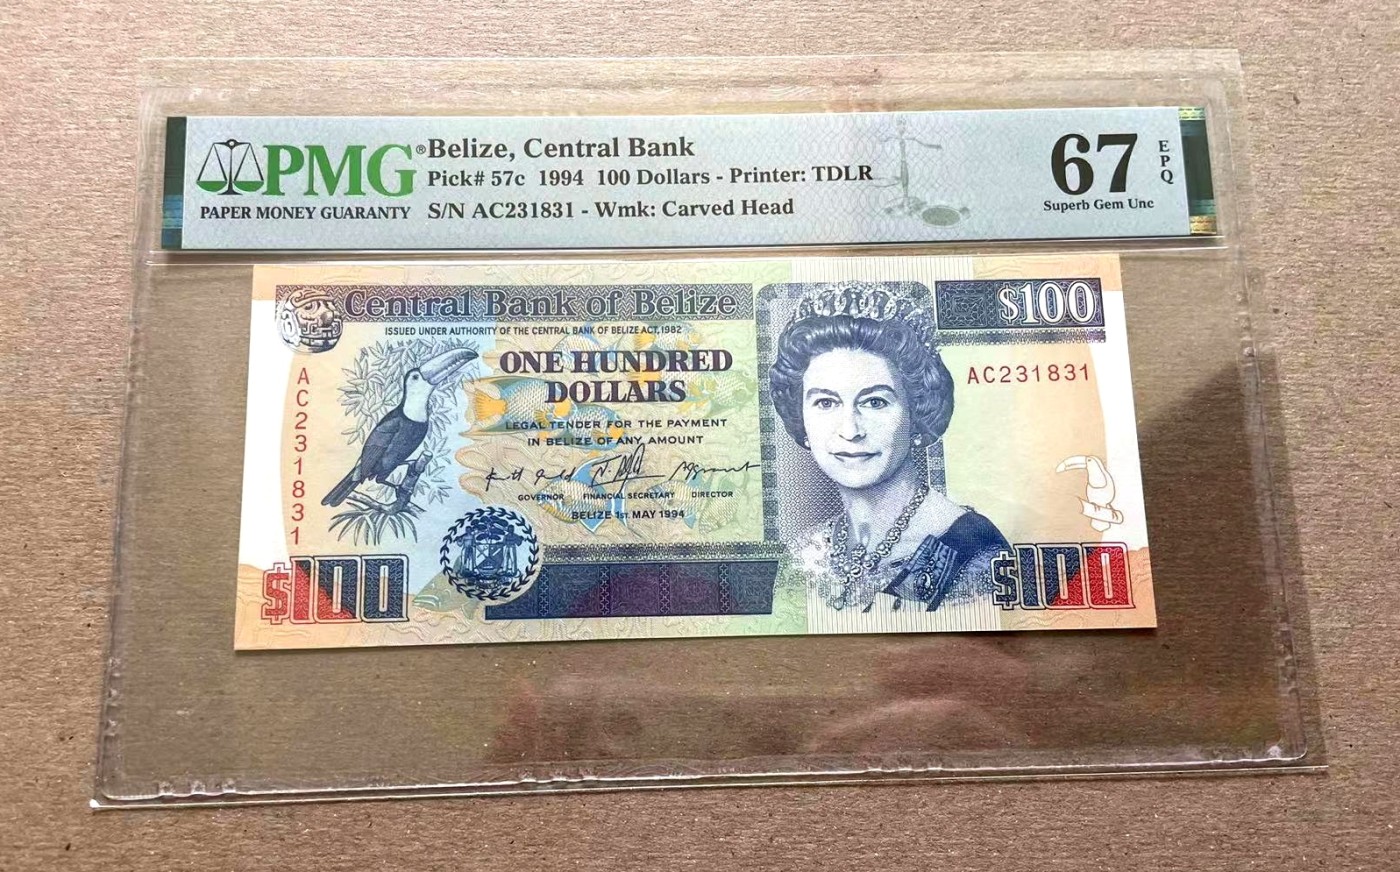 PMG®
PAPER MONEY GUARANTY
Belize, Central Bank
Pick# 57c 1994 100 Dollars - Printer: TDLR
S/N AC231831 - Wmk: Carved Head
67
EPQ
Superb Gem Unc
Central Bank of Belize
$100
ISSUED UNDER AUTHORITY OF THE CENTRAL BANK OF BELIZE ACT, 1982
ONE HUNDRED
DOLLARS
AC231831
AC231831
LEGAL TENDER FOR THE PAYMENT
IN BELIZE OF ANY AMOUNT
GOVERNOR FINANCIAL SECRETARY DIRECTOR
BELIZE 1ST. MAY 1994
$100
$100